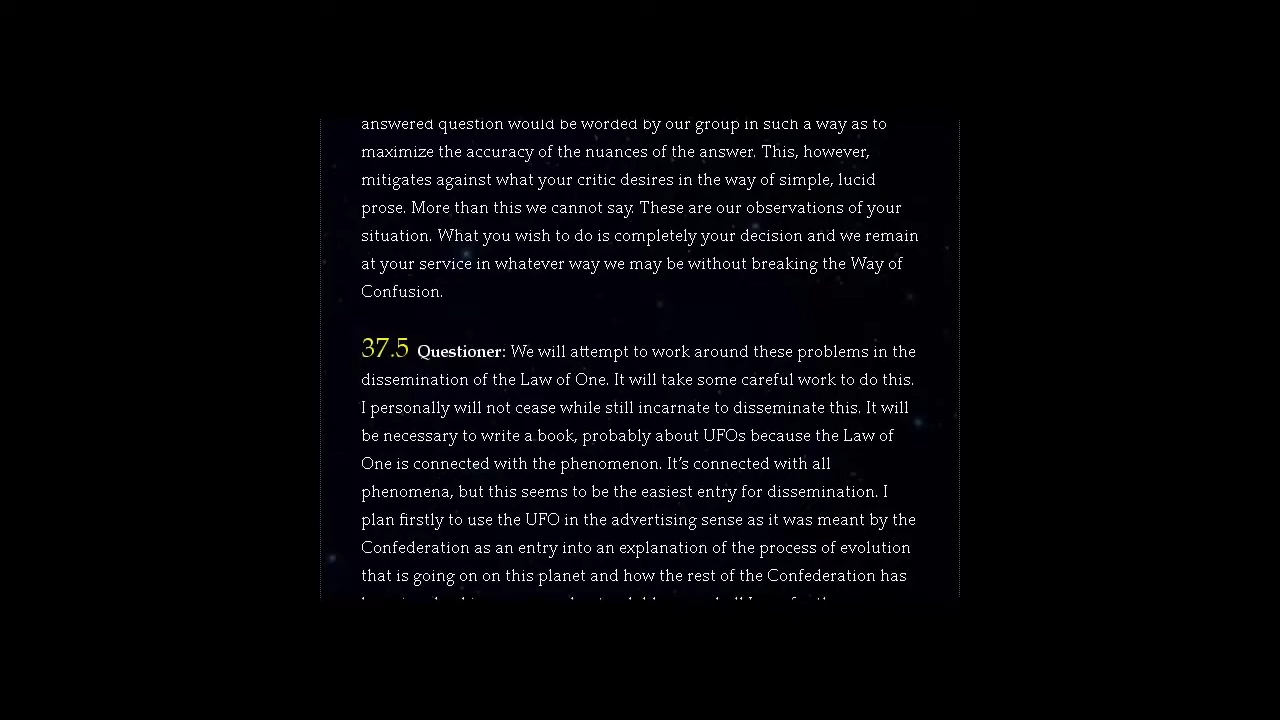 answered question would be worded by our group in such a way as to
maximize the accuracy of the nuances of the answer. This, however,
mitigates against what your critic desires in the way of simple, lucid
prose. More than this we cannot say. These are our observations of your
situation. What you wish to do is completely your decision and we remain
at your service in whatever way we may be without breaking the Way of
Confusion.
37.5 Questioner: We will attempt to work around these problems in the
dissemination of the Law of One. It will take some careful work to do this.
I personally will not cease while still incarnate to disseminate this. It will
be necessary to write a book, probably about UFOs because the Law of
One is connected with the phenomenon. It’s connected with all
phenomena, but this seems to be the easiest entry for dissemination. I
plan firstly to use the UFO in the advertising sense as it was meant by the
Confederation as an entry into an explanation of the process of evolution
that is going on on this planet and how the rest of the Confederation has